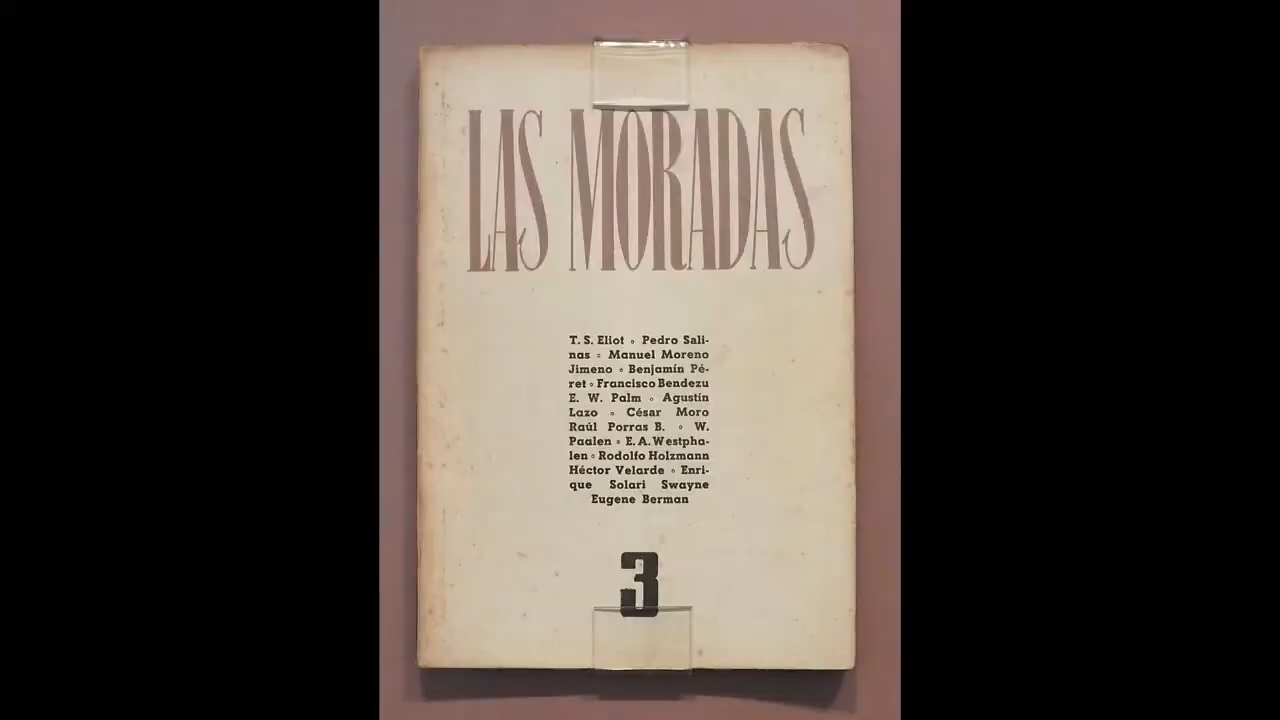 LAS MORADAS
T. S. Eliot ◦ Pedro Sali-
nas ◦ Manuel Moreno
Jimeno ◦ Benjamín Pé-
ret ◦ Francisco Bendezu
E. W. Palm ◦ Agustín
Lazo ◦ César Moro
Raúl Porras B. ◦ W.
Paalen ◦ E. A. Westpha-
len ◦ Rodolfo Holzmann
Héctor Velarde ◦ Enri-
que Solari Swayne
Eugene Berman
3